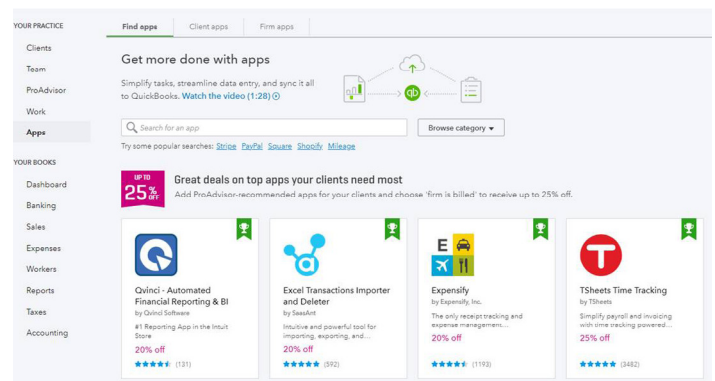 YOUR PRACTICE
Clients
Team
ProAdvisor
Work
Apps
YOUR BOOKS
Dashboard
Banking
Sales
Expenses
Workers
Reports
Taxes
Accounting
Find apps
Client apps
Firm apps
Get more done with apps
Simplify tasks, streamline data entry, and sync it all
to QuickBooks. Watch the video (1:28)
qb
Search for an app
Browse category
Try some popular searches: Stripe PayPal Square Shopify Mileage
UP TO
25% OFF
Great deals on top apps your clients need most
Add ProAdvisor-recommended apps for your clients and choose 'firm is billed' to receive up to 25% off.
Qvinci - Automated
Financial Reporting & BI
by Qvinci Software
#1 Reporting App in the Intuit
Store
20% off
(131)
a
Excel Transactions Importer
and Deleter
by SaasAnt
Intuitive and powerful tool for
importing, exporting, and...
20% off
(592)
E
Expensify
by Expensify, Inc.
The only receipt tracking and
expense management...
20% off
(1193)
T
TSheets Time Tracking
by TSheets
Simplify payroll and invoicing
with time tracking powered...
25% off
(3482)